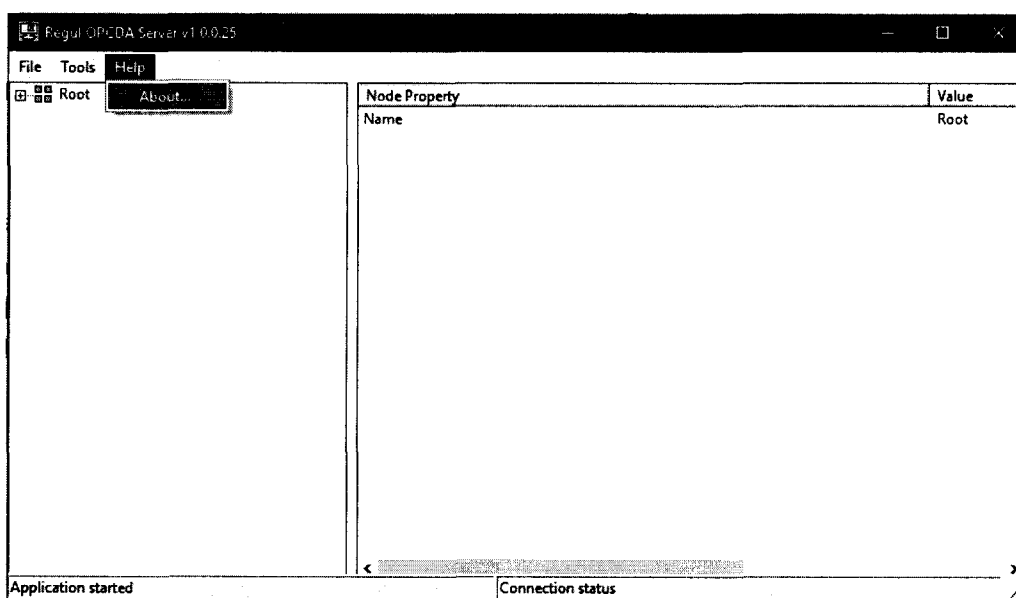 Regul OPCDA Server v1.0.0.25
File Tools Help
Root About...
Node Property Value
Name Root
Application started Connection status